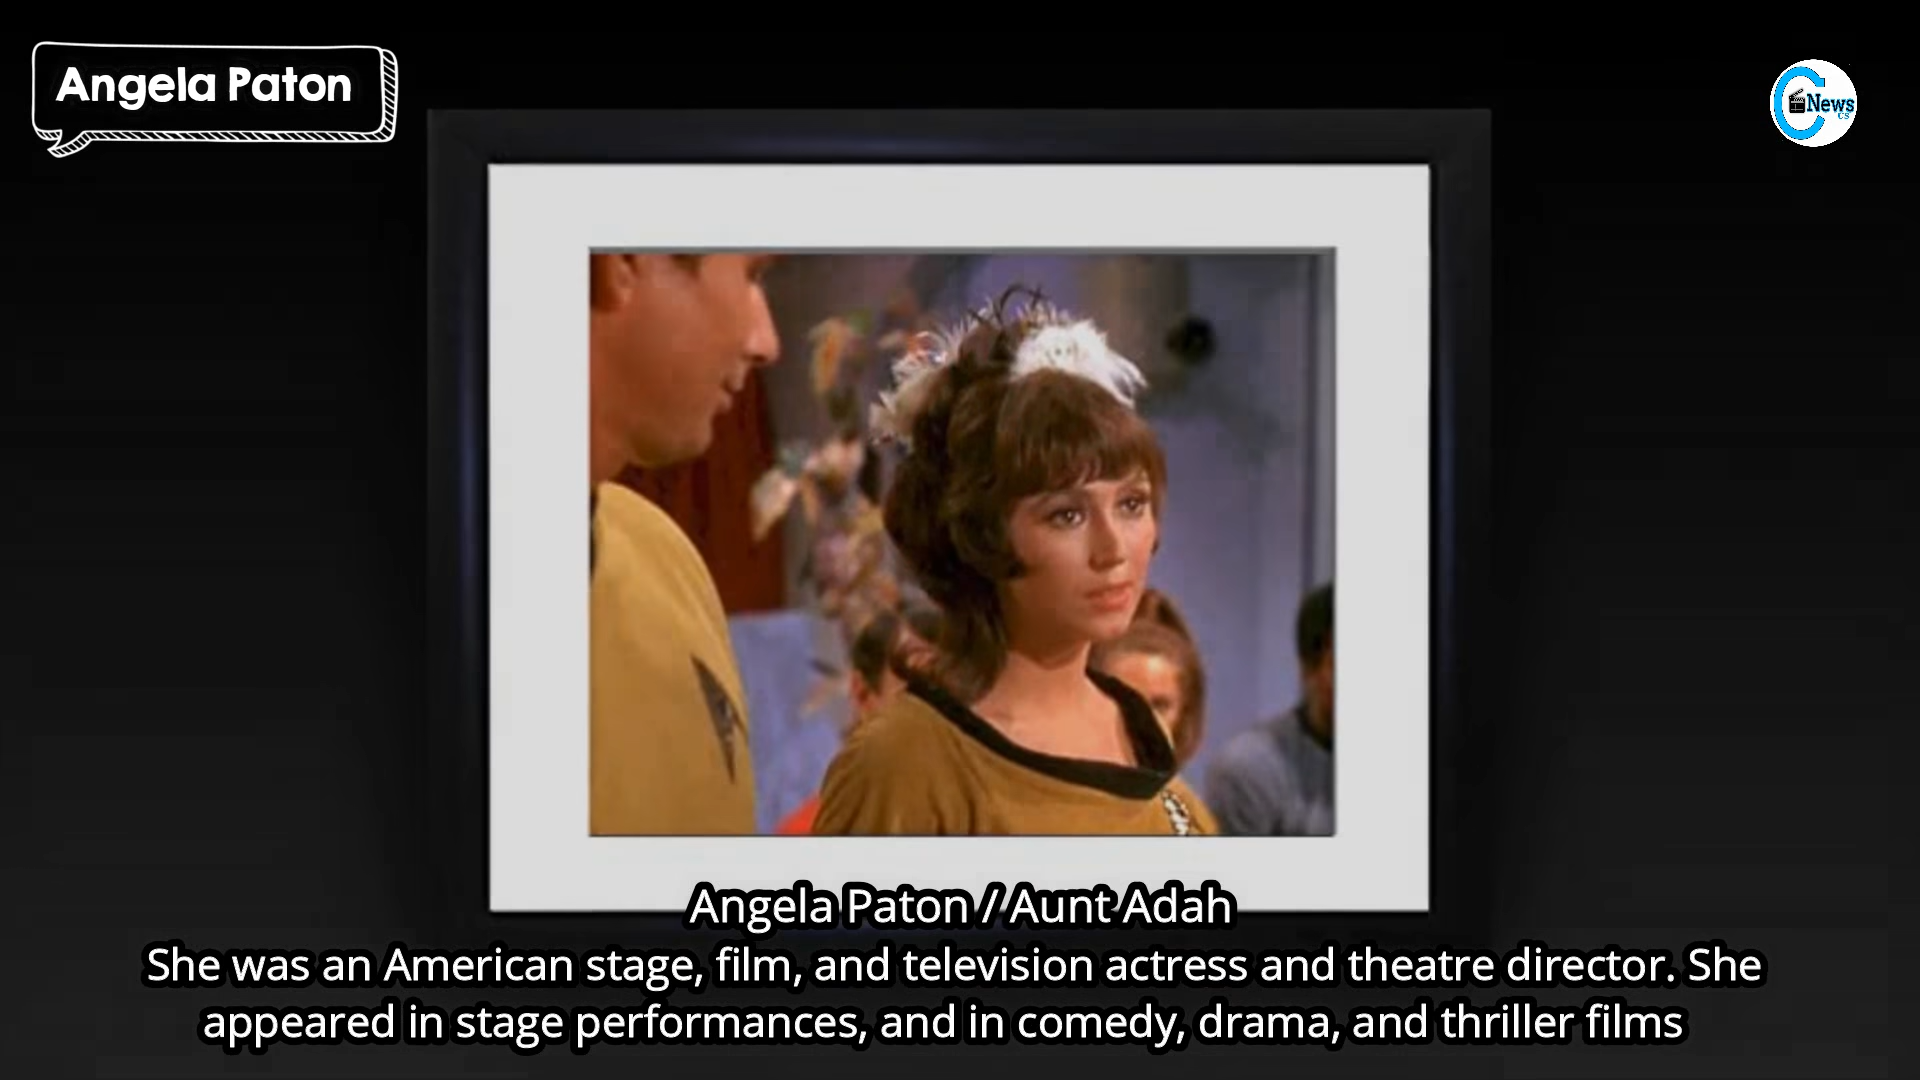 Angela Paton
News
CS
Angela Paton / Aunt Adah
She was an American stage, film, and television actress and theatre director. She
appeared in stage performances, and in comedy, drama, and thriller films